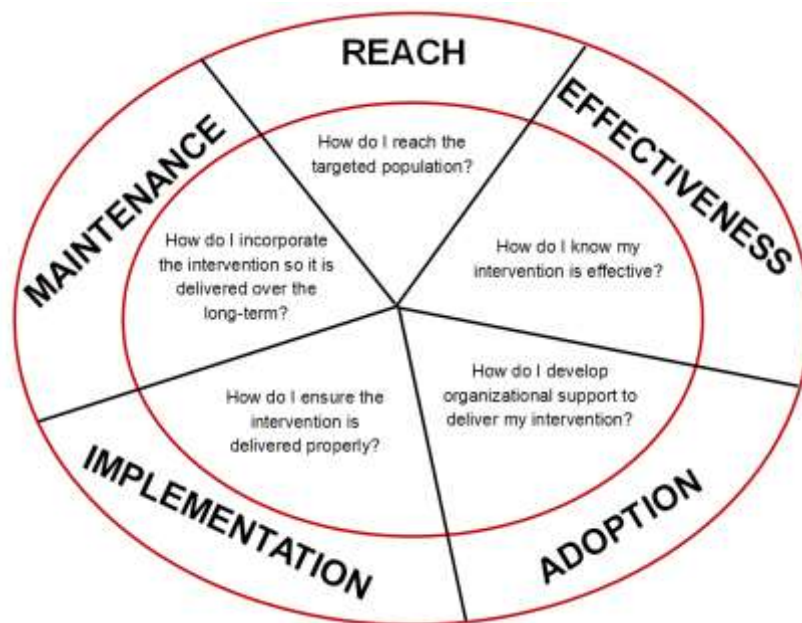 REACH
How do I reach the
targeted population?
EFFECTIVENESS
How do I know my
intervention is effective?
ADOPTION
How do I develop
organizational support to
deliver my intervention?
IMPLEMENTATION
How do I ensure the
intervention is
delivered properly?
MAINTENANCE
How do I incorporate
the intervention so it is
delivered over the
long-term?